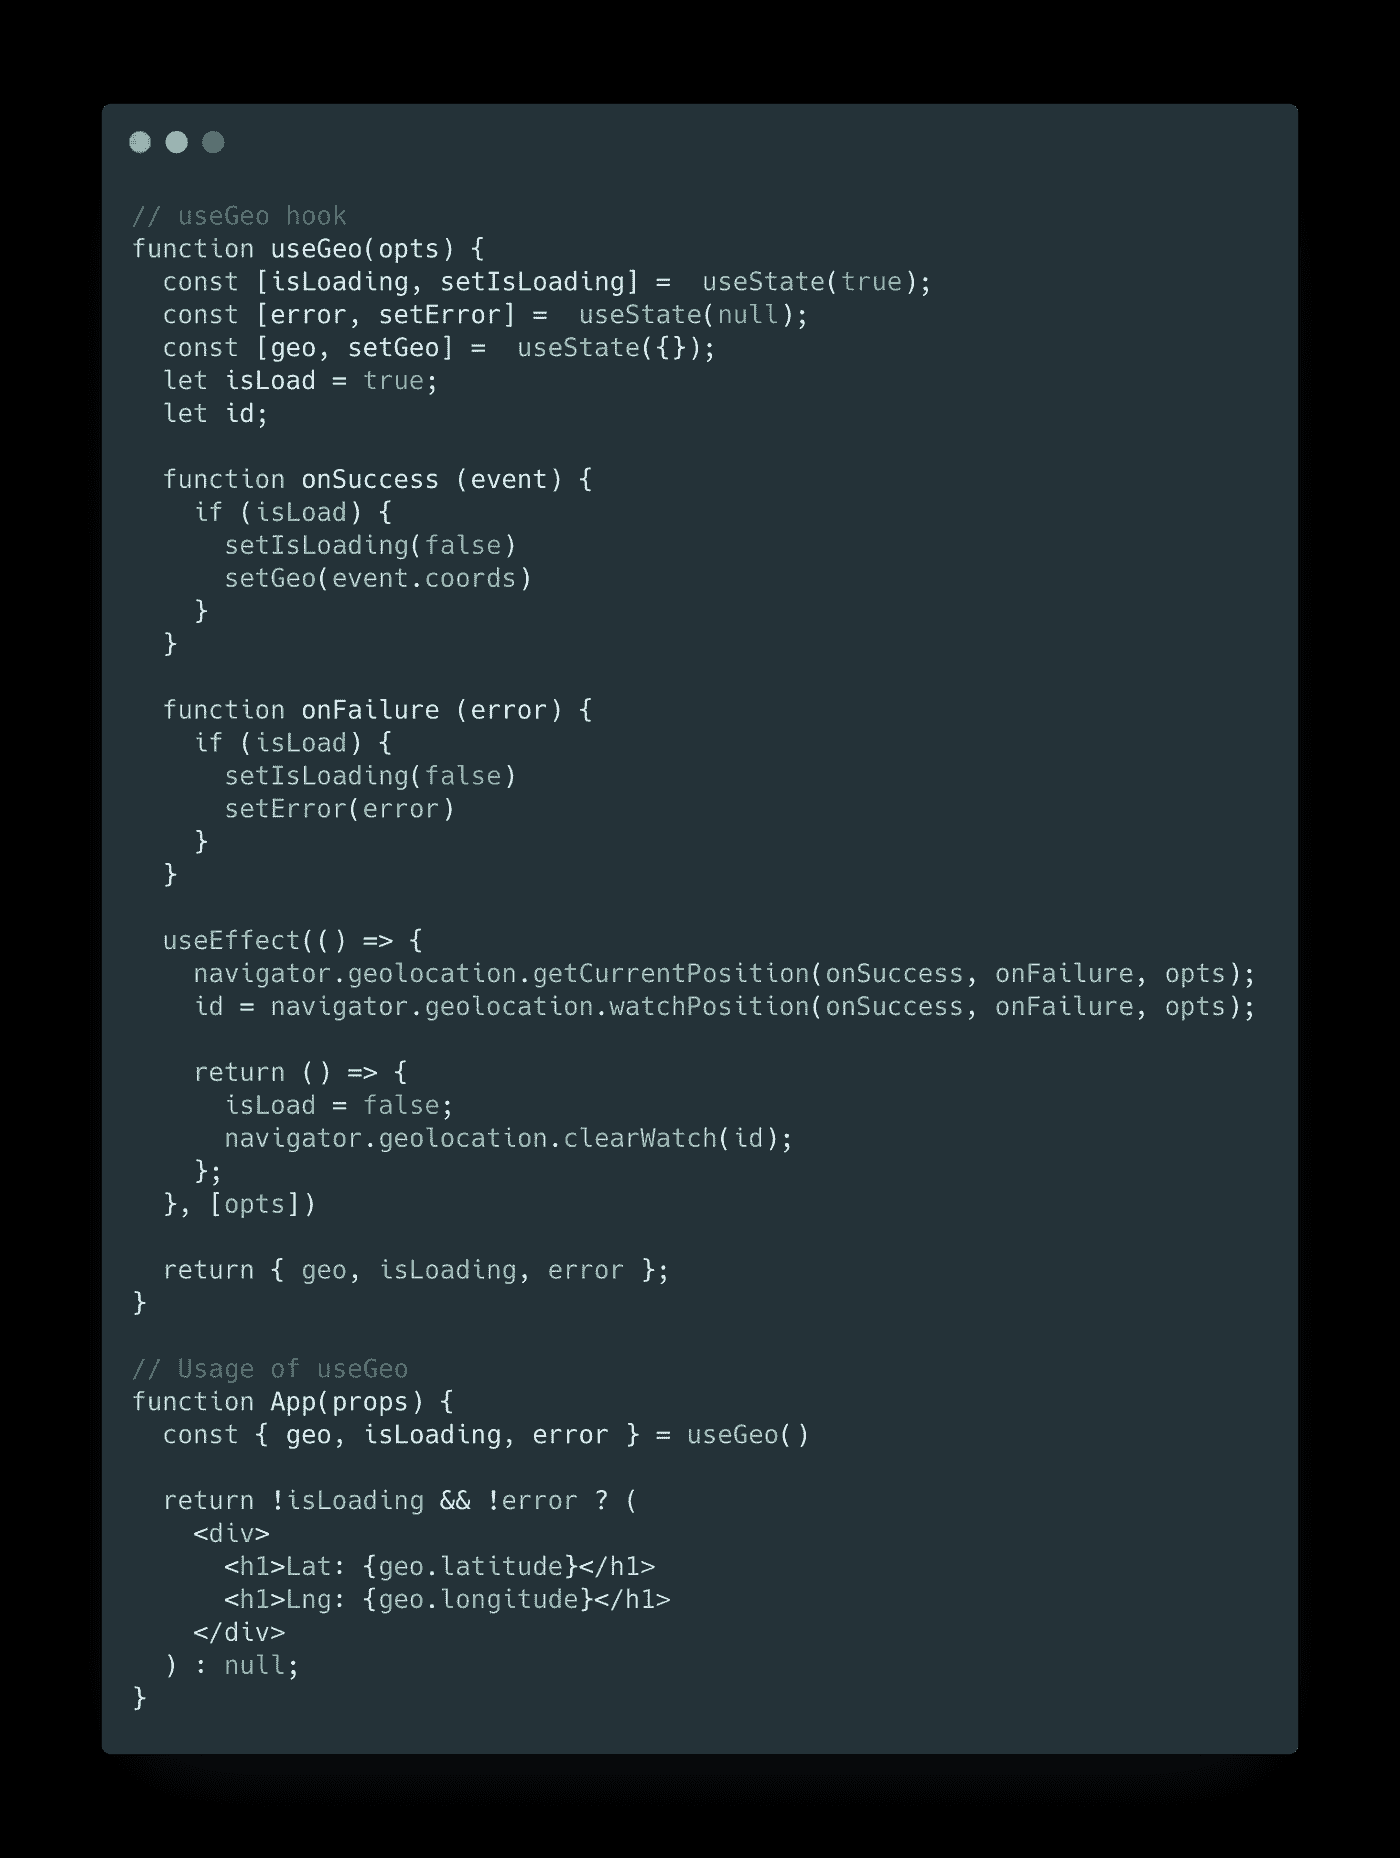 // useGeo hook
function useGeo(opts) {
  const [isLoading, setIsLoading] =  useState(true);
  const [error, setError] =  useState(null);
  const [geo, setGeo] =  useState({});
  let isLoad = true;
  let id;

  function onSuccess (event) {
    if (isLoad) {
      setIsLoading(false)
      setGeo(event.coords)
    }
  }

  function onFailure (error) {
    if (isLoad) {
      setIsLoading(false)
      setError(error)
    }
  }

  useEffect(() => {
    navigator.geolocation.getCurrentPosition(onSuccess, onFailure, opts);
    id = navigator.geolocation.watchPosition(onSuccess, onFailure, opts);

    return () => {
      isLoad = false;
      navigator.geolocation.clearWatch(id);
    };
  }, [opts])

  return { geo, isLoading, error };
}

// Usage of useGeo
function App(props) {
  const { geo, isLoading, error } = useGeo()

  return !isLoading && !error ? (
    <div>
      <h1>Lat: {geo.latitude}</h1>
      <h1>Lng: {geo.longitude}</h1>
    </div>
  ) : null;
}